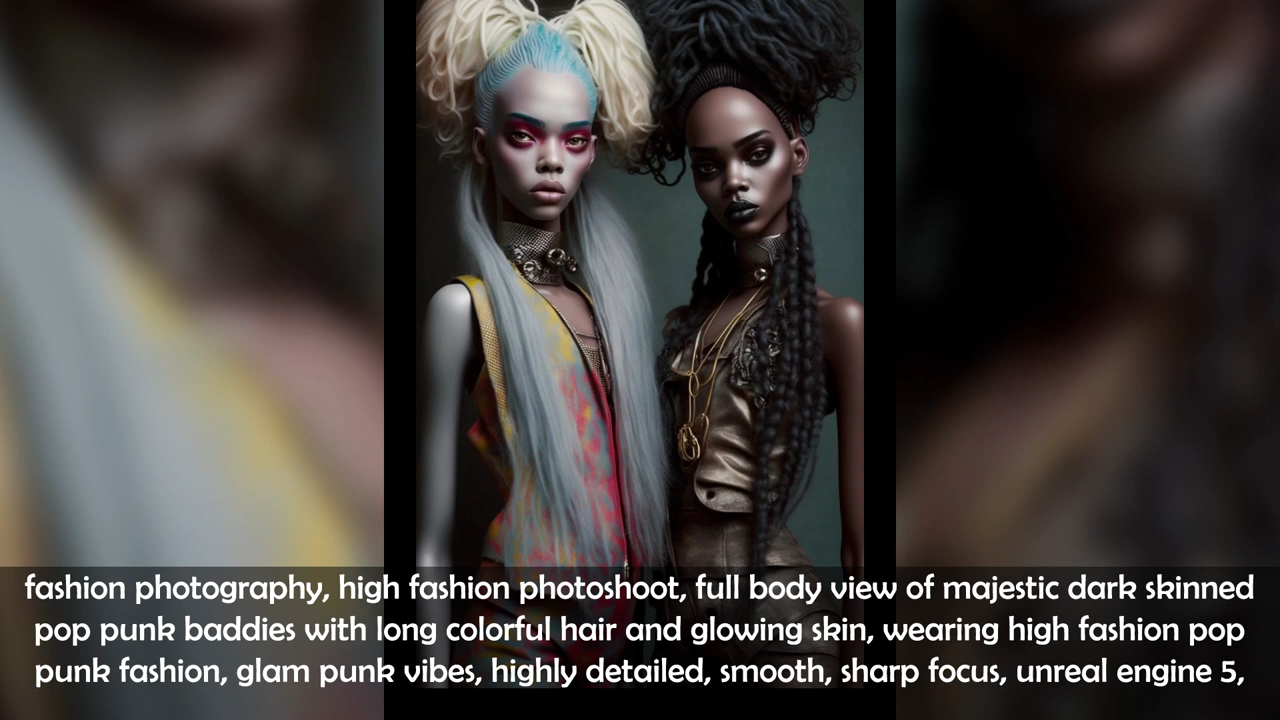 fashion photography, high fashion photoshoot, full body view of majestic dark skinned
pop punk baddies with long colorful hair and glowing skin, wearing high fashion pop
punk fashion, glam punk vibes, highly detailed, smooth, sharp focus, unreal engine 5,